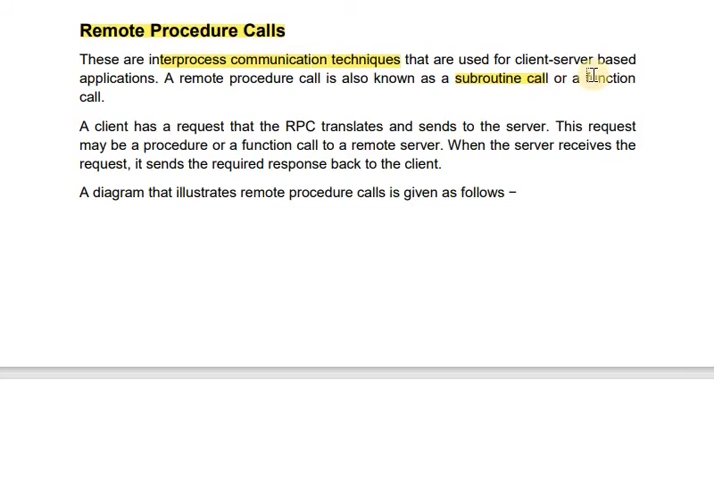 Remote Procedure Calls
These are interprocess communication techniques that are used for client-server based
applications. A remote procedure call is also known as a subroutine call or a function
call.
A client has a request that the RPC translates and sends to the server. This request
may be a procedure or a function call to a remote server. When the server receives the
request, it sends the required response back to the client.
A diagram that illustrates remote procedure calls is given as follows −